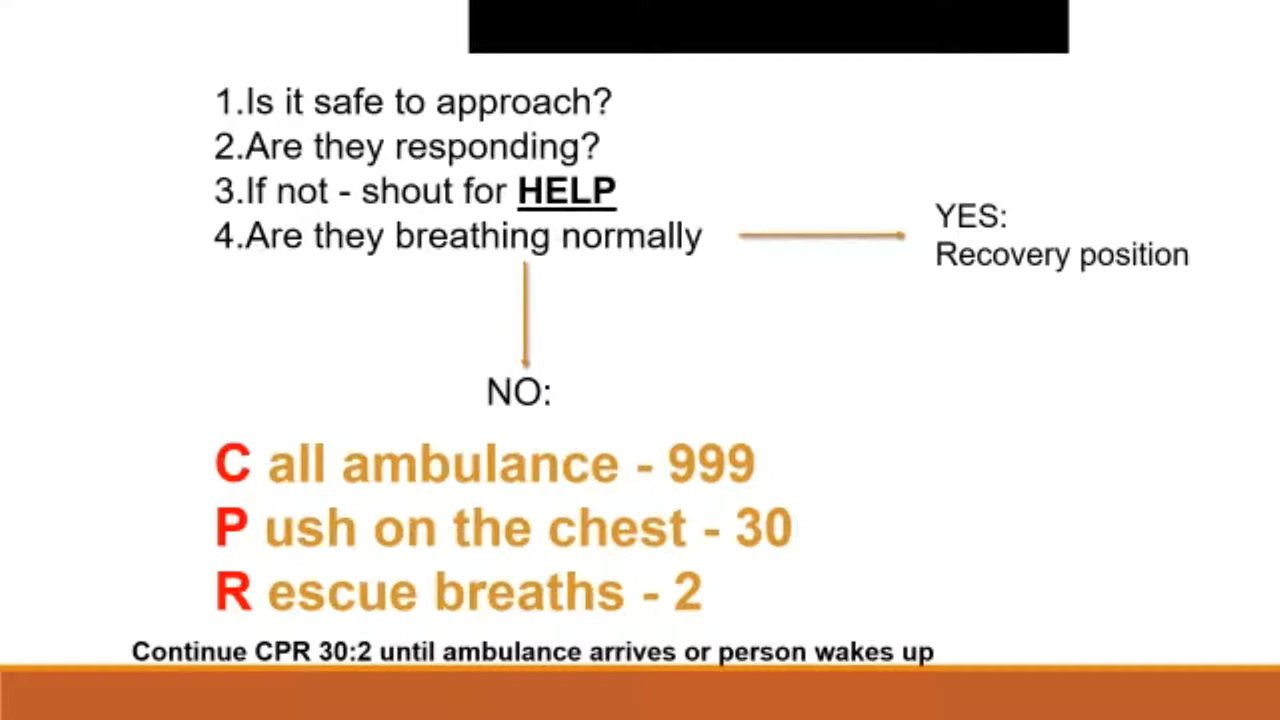 1.Is it safe to approach?
2.Are they responding?
3.If not - shout for HELP
4.Are they breathing normally
YES:
Recovery position
NO:
C all ambulance - 999
P ush on the chest - 30
R escue breaths - 2
Continue CPR 30:2 until ambulance arrives or person wakes up